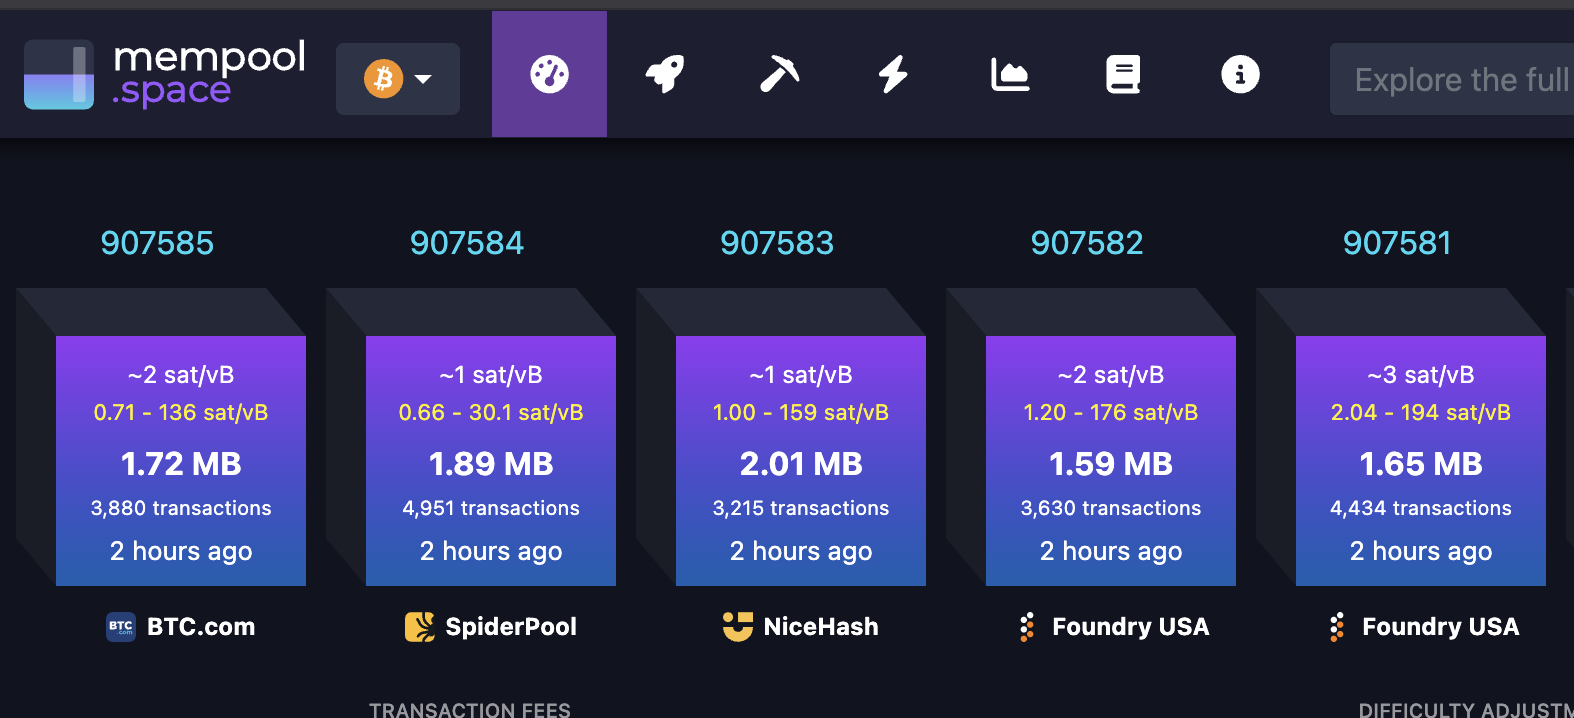 mempool
.space
Explore the full
907585
907584
907583
907582
907581
~2 sat/vB
0.71 - 136 sat/vB
1.72 MB
3,880 transactions
2 hours ago
~1 sat/vB
0.66 - 30.1 sat/vB
1.89 MB
4,951 transactions
2 hours ago
~1 sat/vB
1.00 - 159 sat/vB
2.01 MB
3,215 transactions
2 hours ago
~2 sat/vB
1.20 - 176 sat/vB
1.59 MB
3,630 transactions
2 hours ago
~3 sat/vB
2.04 - 194 sat/vB
1.65 MB
4,434 transactions
2 hours ago
BTC
.com
BTC.com
SpiderPool
NiceHash
Foundry USA
Foundry USA
TRANSACTION FEES
DIFFICULTY ADJUSTM